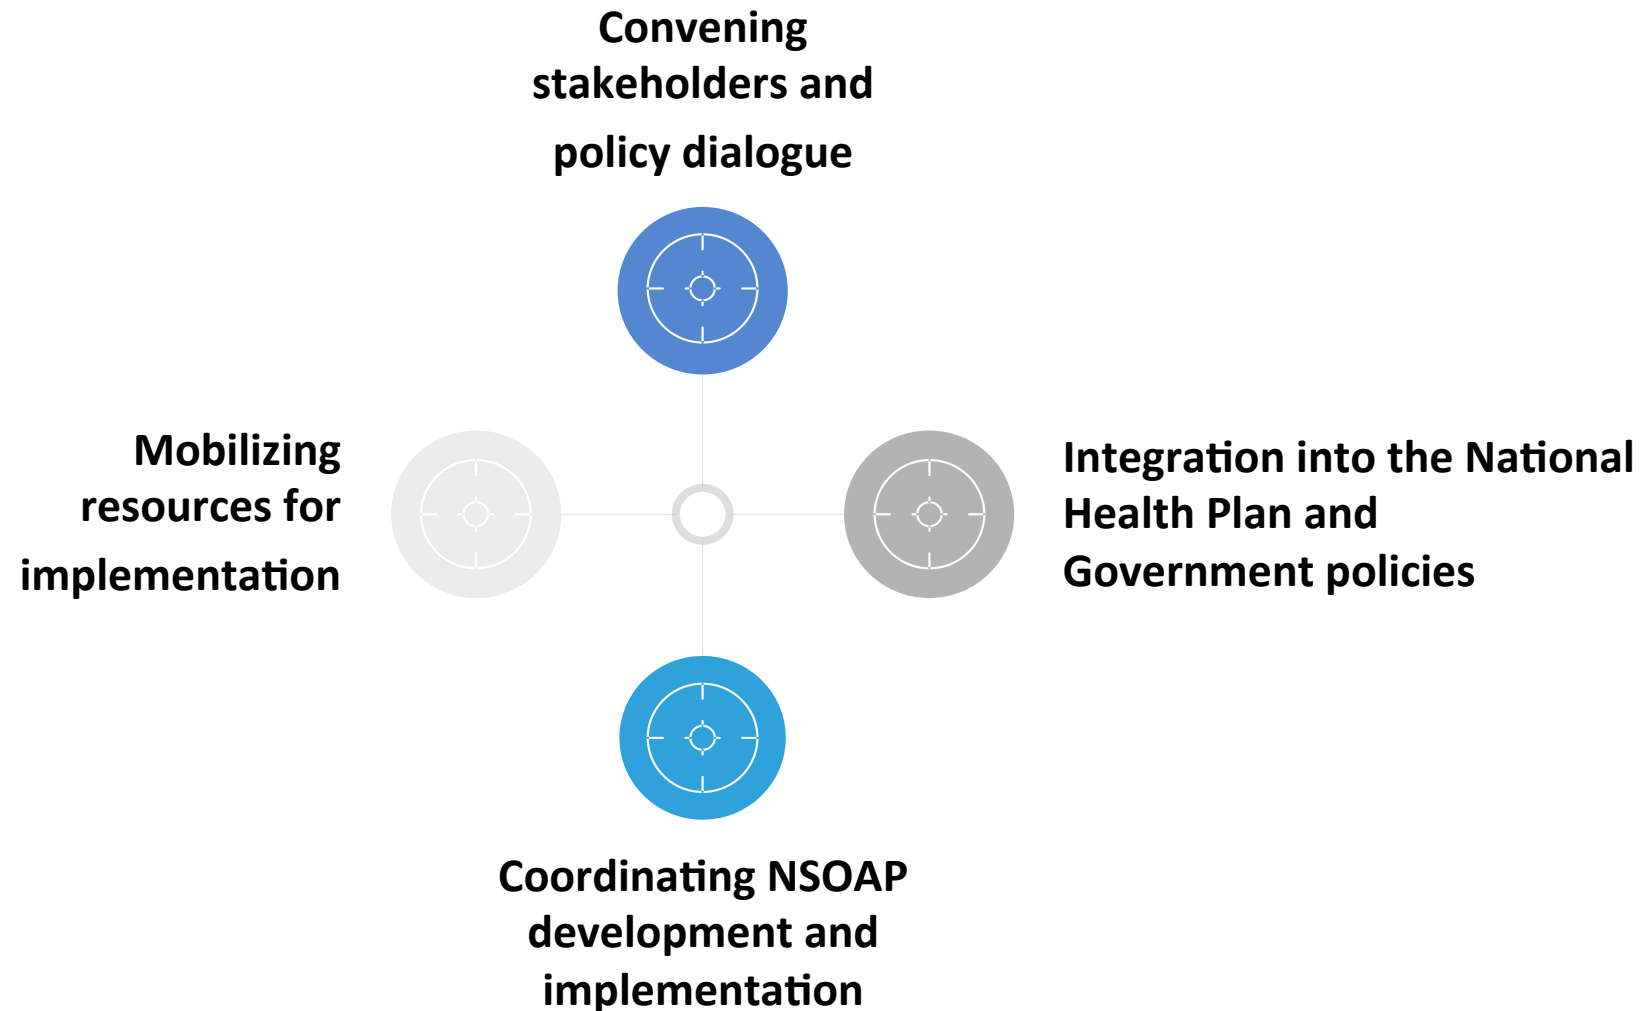 Convening
stakeholders and
policy dialogue
Mobilizing
resources for
implementation
Integration into the National
Health Plan and
Government policies
Coordinating NSOAP
development and
implementation